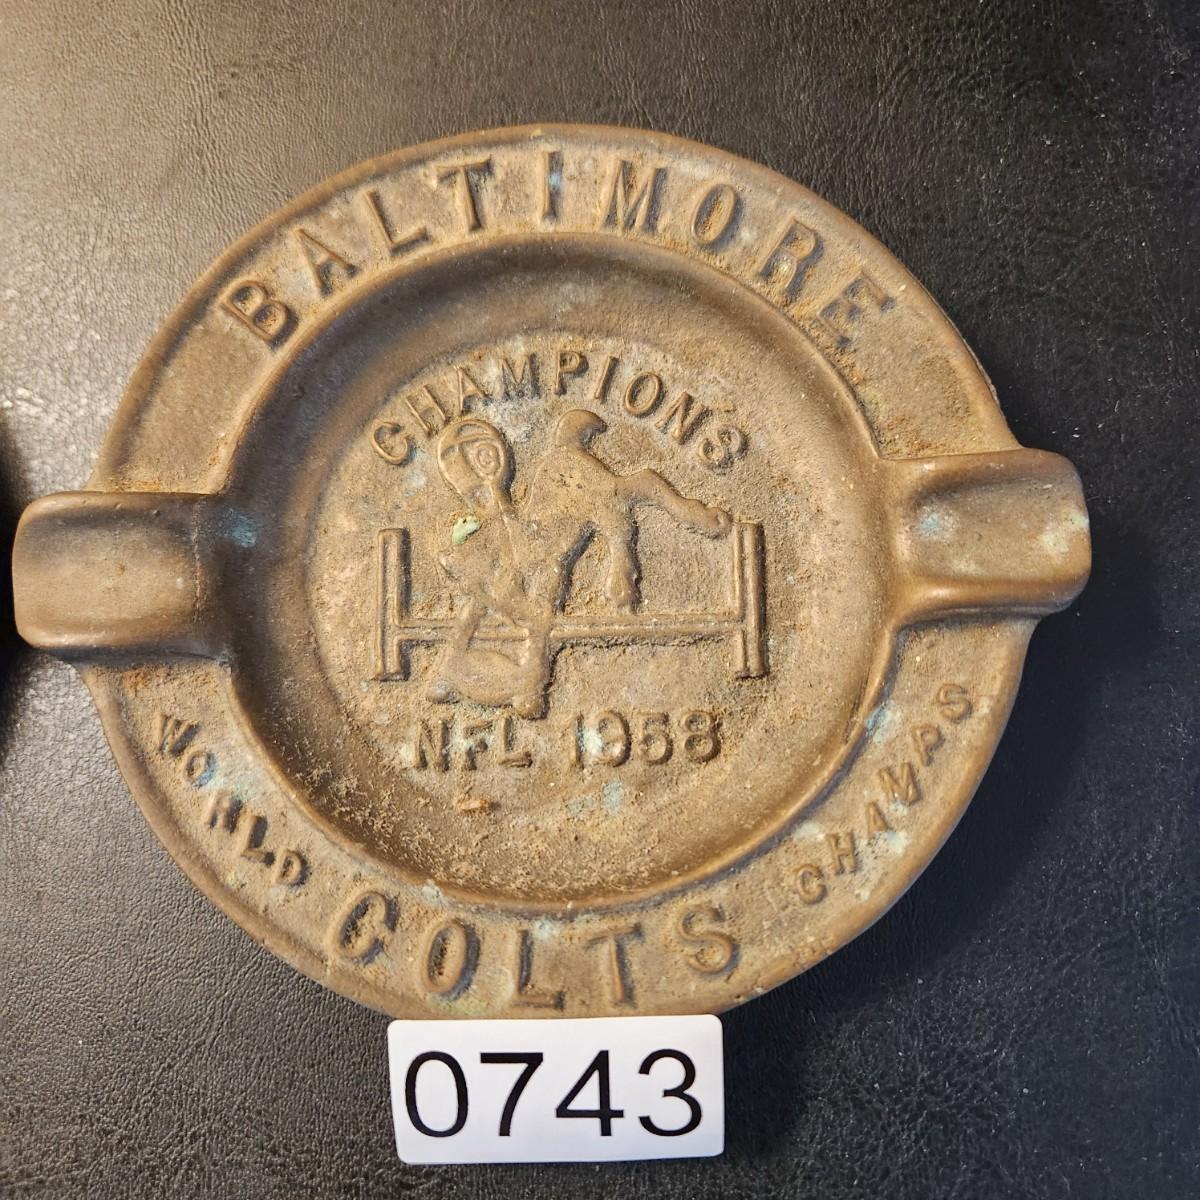 BALTIMORE
CHAMPIONS
NFL 1958
WORLD COLTS CHAMPS
0743